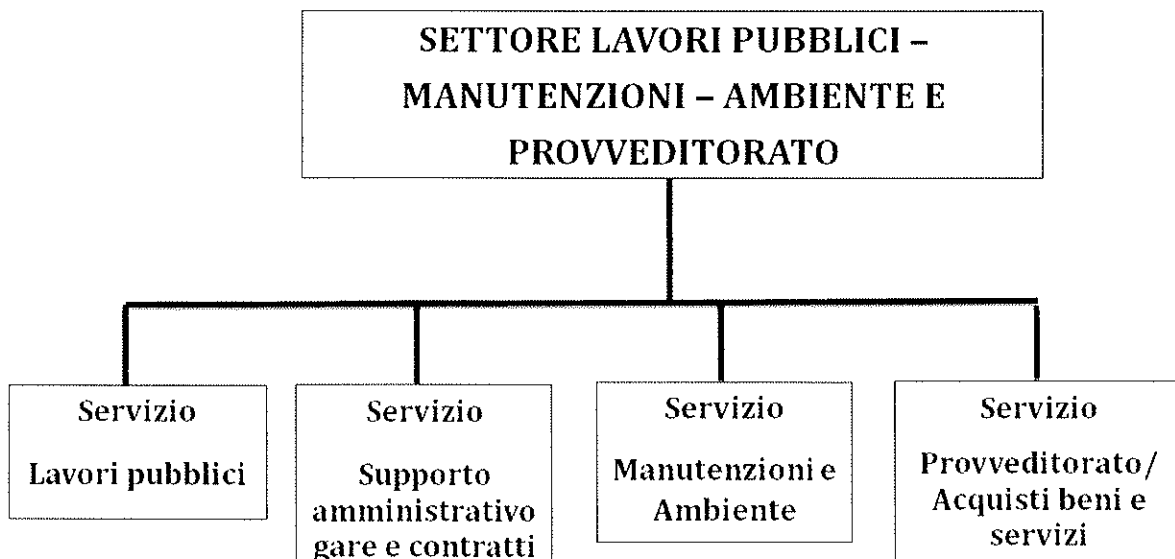 SETTORE LAVORI PUBBLICI –
MANUTENZIONI – AMBIENTE E
PROVVEDITORATO
Servizio
Lavori pubblici
Servizio
Supporto
amministrativo
gare e contratti
Servizio
Manutenzioni e
Ambiente
Servizio
Provveditorato/
Acquisti beni e
servizi